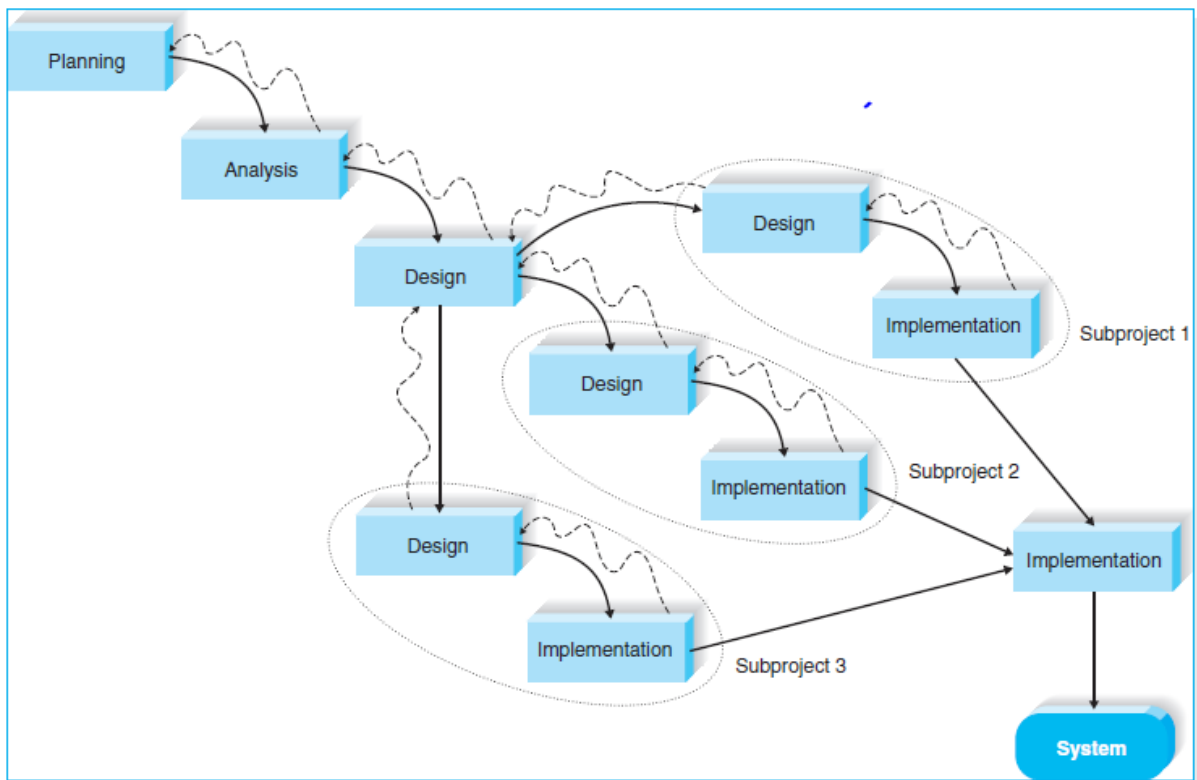 Planning
Analysis
Design
Design
Implementation
Subproject 1
Design
Implementation
Subproject 2
Design
Implementation
Subproject 3
Implementation
System